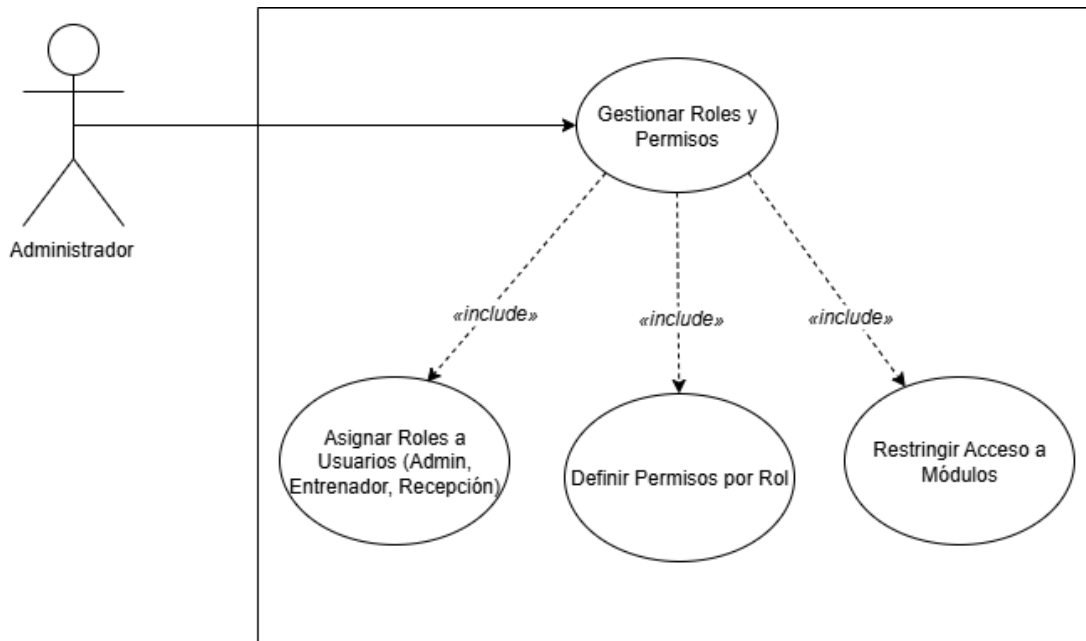 Gestionar Roles y
Permisos
Administrador
«include»
«include»
«include»
Asignar Roles a
Usuarios (Admin,
Entrenador, Recepción)
Definir Permisos por Rol
Restringir Acceso a
Módulos